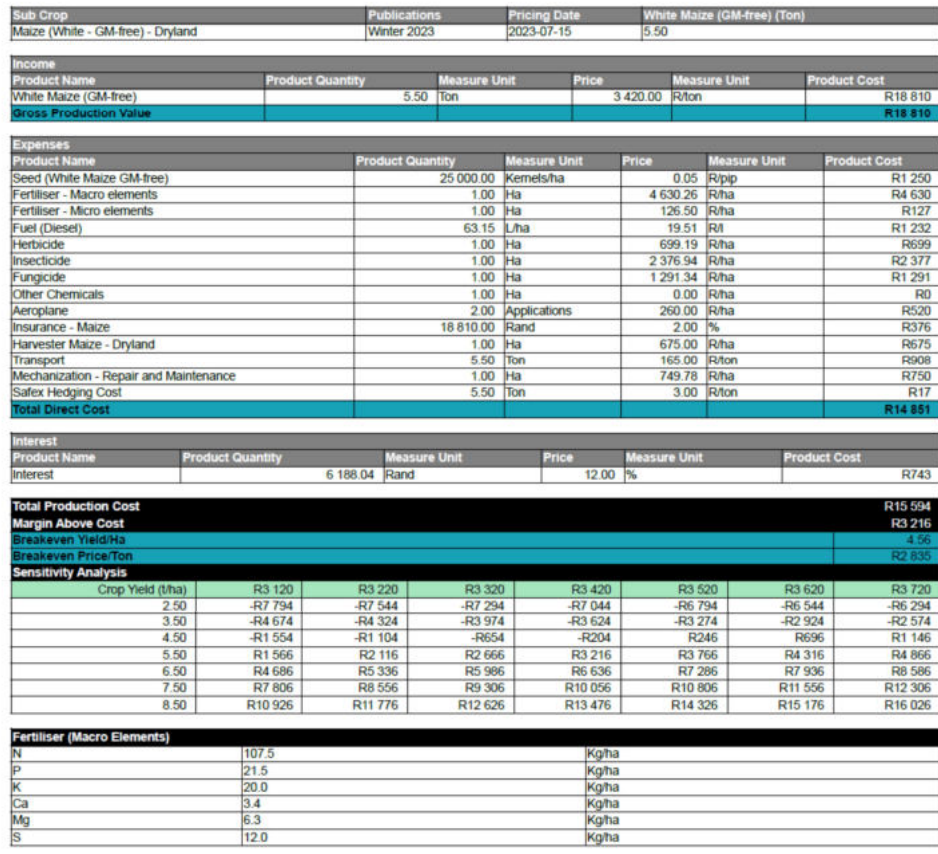 Sub Crop Publications Pricing Date White Maize (GM-free) (Ton)
Maize (White - GM-free) - Dryland Winter 2023 2023-07-15 5.50
Income
Product Name Product Quantity Measure Unit Price Measure Unit Product Cost
White Maize (GM-free) 5.50 Ton 3 420.00 R/ton R18 810
Gross Production Value R18 810
Expenses
Product Name Product Quantity Measure Unit Price Measure Unit Product Cost
Seed (White Maize GM-free) 25 000.00 Kernels/ha 0.05 R/pip R1 250
Fertiliser - Macro elements 1.00 Ha 4 630.26 R/ha R4 630
Fertiliser - Micro elements 1.00 Ha 126.50 R/ha R127
Fuel (Diesel) 63.15 L/ha 19.51 R/l R1 232
Herbicide 1.00 Ha 699.19 R/ha R699
Insecticide 1.00 Ha 2 376.94 R/ha R2 377
Fungicide 1.00 Ha 1 291.34 R/ha R1 291
Other Chemicals 1.00 Ha 0.00 R/ha R0
Aeroplane 2.00 Applications 260.00 R/ha R520
Insurance - Maize 18 810.00 Rand 2.00 % R376
Harvester Maize - Dryland 1.00 Ha 675.00 R/ha R675
Transport 5.50 Ton 165.00 R/ton R908
Mechanization - Repair and Maintenance 1.00 Ha 749.78 R/ha R750
Safex Hedging Cost 5.50 Ton 3.00 R/ton R17
Total Direct Cost R14 851
Interest
Product Name Product Quantity Measure Unit Price Measure Unit Product Cost
Interest 6 188.04 Rand 12.00 % R743
Total Production Cost R15 594
Margin Above Cost R3 216
Breakeven Yield/Ha 4.56
Breakeven Price/Ton R2 835
Sensitivity Analysis
Crop Yield (t/ha) R3 120 R3 220 R3 320 R3 420 R3 520 R3 620 R3 720
2.50 -R7 794 -R7 544 -R7 294 -R7 044 -R6 794 -R6 544 -R6 294
3.50 -R4 674 -R4 324 -R3 974 -R3 624 -R3 274 -R2 924 -R2 574
4.50 -R1 554 -R1 104 -R654 -R204 R246 R696 R1 146
5.50 R1 566 R2 116 R2 666 R3 216 R3 766 R4 316 R4 866
6.50 R4 686 R5 336 R5 986 R6 636 R7 286 R7 936 R8 586
7.50 R7 806 R8 556 R9 306 R10 056 R10 806 R11 556 R12 306
8.50 R10 926 R11 776 R12 626 R13 476 R14 326 R15 176 R16 026
Fertiliser (Macro Elements)
N 107.5 Kg/ha
P 21.5 Kg/ha
K 20.0 Kg/ha
Ca 3.4 Kg/ha
Mg 6.3 Kg/ha
S 12.0 Kg/ha